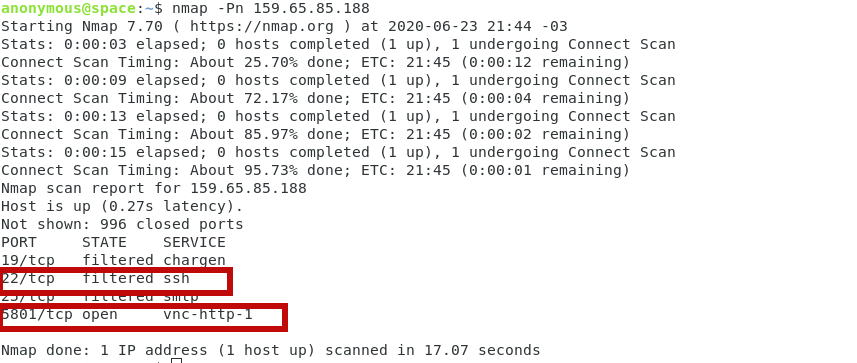 anonymous@space:~$ nmap -Pn 159.65.85.188
Starting Nmap 7.70 ( https://nmap.org ) at 2020-06-23 21:44 -03
Stats: 0:00:03 elapsed; 0 hosts completed (1 up), 1 undergoing Connect Scan
Connect Scan Timing: About 25.70% done; ETC: 21:45 (0:00:12 remaining)
Stats: 0:00:09 elapsed; 0 hosts completed (1 up), 1 undergoing Connect Scan
Connect Scan Timing: About 72.17% done; ETC: 21:45 (0:00:04 remaining)
Stats: 0:00:13 elapsed; 0 hosts completed (1 up), 1 undergoing Connect Scan
Connect Scan Timing: About 85.97% done; ETC: 21:45 (0:00:02 remaining)
Stats: 0:00:15 elapsed; 0 hosts completed (1 up), 1 undergoing Connect Scan
Connect Scan Timing: About 95.73% done; ETC: 21:45 (0:00:01 remaining)
Nmap scan report for 159.65.85.188
Host is up (0.27s latency).
Not shown: 996 closed ports
PORT     STATE    SERVICE
19/tcp   filtered chargen
22/tcp   filtered ssh
25/tcp   filtered smtp
5801/tcp open     vnc-http-1
Nmap done: 1 IP address (1 host up) scanned in 17.07 seconds